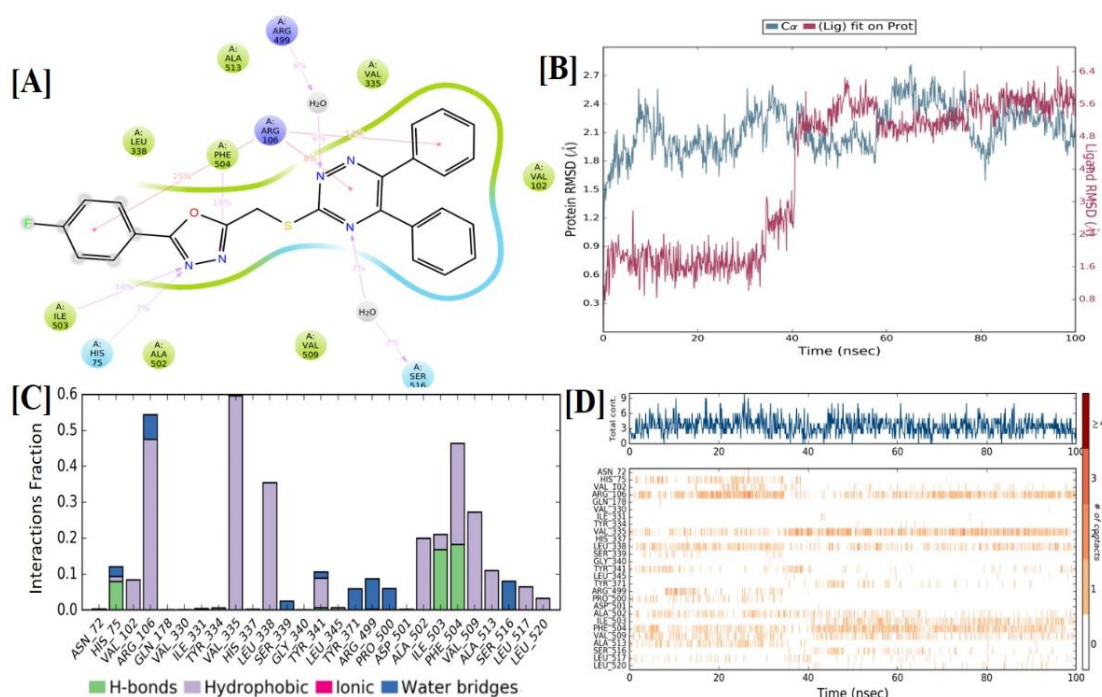 [A]
A:
ARG
499
A:
ALA
513
H₂O
A:
VAL
335
A:
ARG
106
A:
LEU
338
A:
PHE
504
A:
VAL
102
25%
N
N
N
O
S
F
N
N
7%
7%
H₂O
A:
ILE
503
A:
HIS
75
A:
ALA
502
A:
VAL
509
A:
SER
516
[B]
Cα (Lig) fit on Prot
Protein RMSD (Å)
2.7
2.4
2.1
1.8
1.5
1.2
0.9
0.6
0.3
6.4
5.6
4.8
1.6
0.8
Ligand RMSD (Å)
0 20 40 60 80 100
Time (nsec)
[C]
Interactions Fraction
0.6
0.5
0.4
0.3
0.2
0.1
0.0
ASN_72
HIS_75
VAL_102
ARG_106
GLN_178
VAL_330
ILE_331
TYR_334
VAL_335
HIS_337
LEU_338
SER_339
GLY_340
TYR_341
LEU_345
TYR_371
ARG_499
PRO_500
ASP_501
ALA_502
ILE_503
PHE_504
VAL_509
ALA_513
SER_516
LEU_517
LEU_520
H-bonds Hydrophobic Ionic Water bridges
[D]
Total cont.
9
6
3
0
0 20 40 60 80 100
ASN_72
HIS_75
VAL_102
ARG_106
GLN_178
VAL_330
ILE_331
TYR_334
VAL_335
HIS_337
LEU_338
SER_339
GLY_340
TYR_341
LEU_345
TYR_371
ARG_499
PRO_500
ASP_501
ALA_502
ILE_503
PHE_504
VAL_509
ALA_513
SER_516
LEU_517
LEU_520
0 20 40 60 80 100
Time (nsec)
3
2
1
0
# of contacts